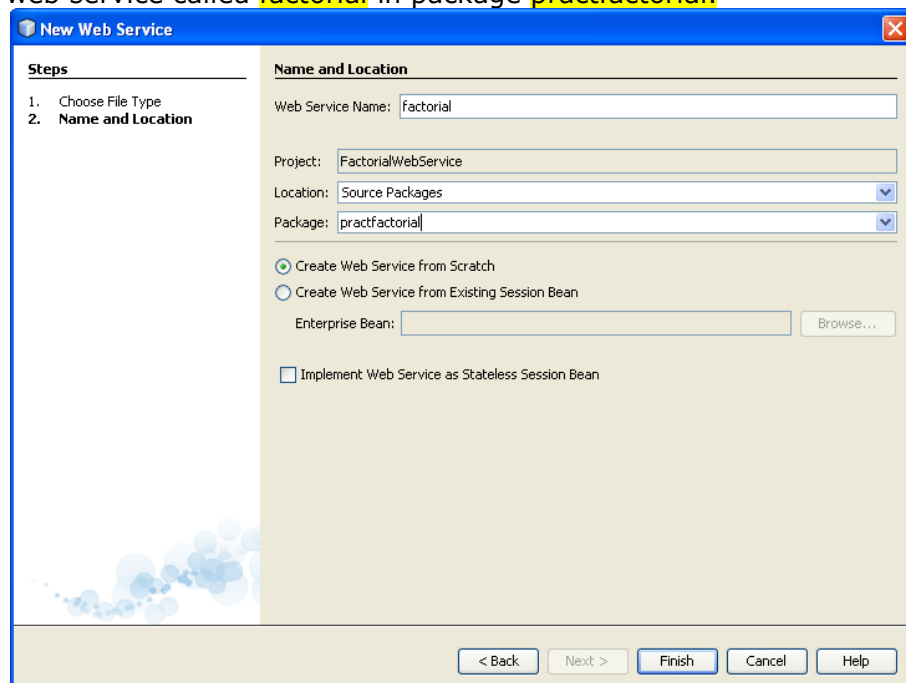 web service called factorial in package practfactorial.
New Web Service
Steps
1. Choose File Type
2. Name and Location
Name and Location
Web Service Name: factorial
Project: FactorialWebService
Location: Source Packages
Package: practfactorial
Create Web Service from Scratch
Create Web Service from Existing Session Bean
Enterprise Bean: Browse...
Implement Web Service as Stateless Session Bean
< Back Next > Finish Cancel Help